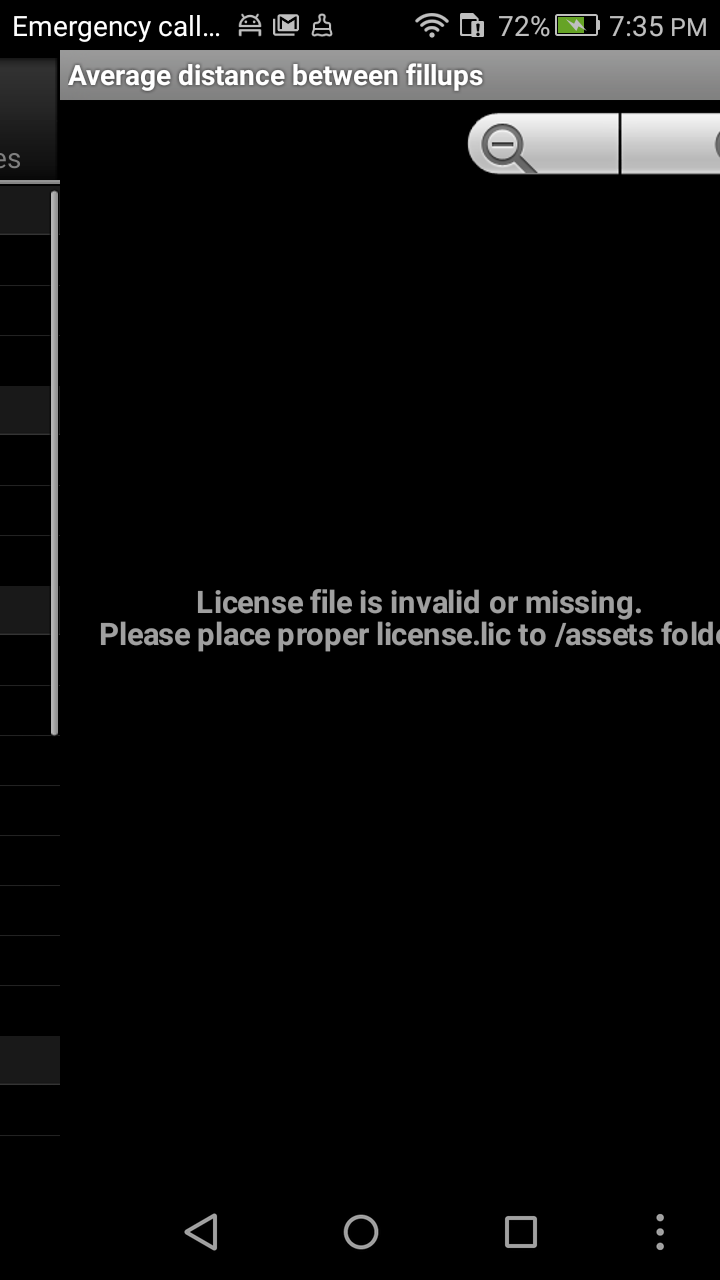 Emergency call...
72%
7:35 PM
Average distance between fillups
es
License file is invalid or missing.
Please place proper license.lic to /assets folde